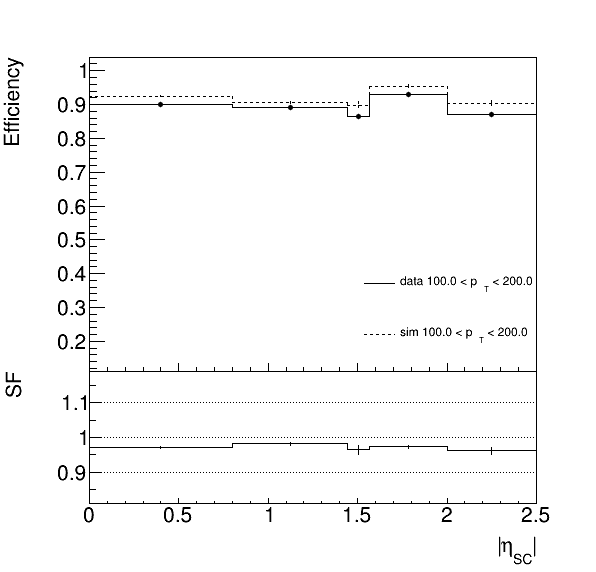 Efficiency
1
0.9
0.8
0.7
0.6
0.5
0.4
0.3
0.2
data 100.0 < p T < 200.0
sim 100.0 < p T < 200.0
SF
1.1
1
0.9
0 0.5 1 1.5 2 2.5
|ηSC|